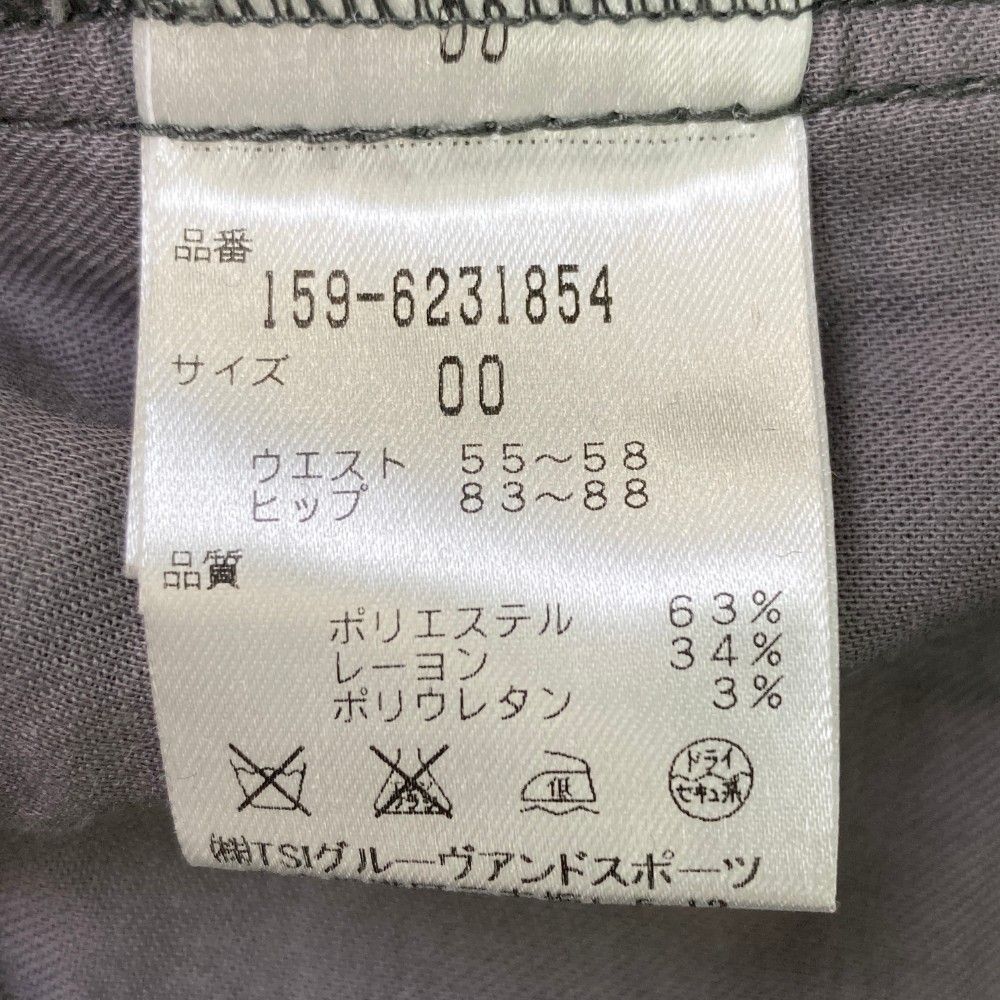 00
品番
159-6231854
サイズ 00
ウエスト 55～58
ヒップ 83～88
品質
ポリエステル 63%
レーヨン 34%
ポリウレタン 3%
低 ドライ
セキユ系
㈱TSIグルーヴアンドスポーツ